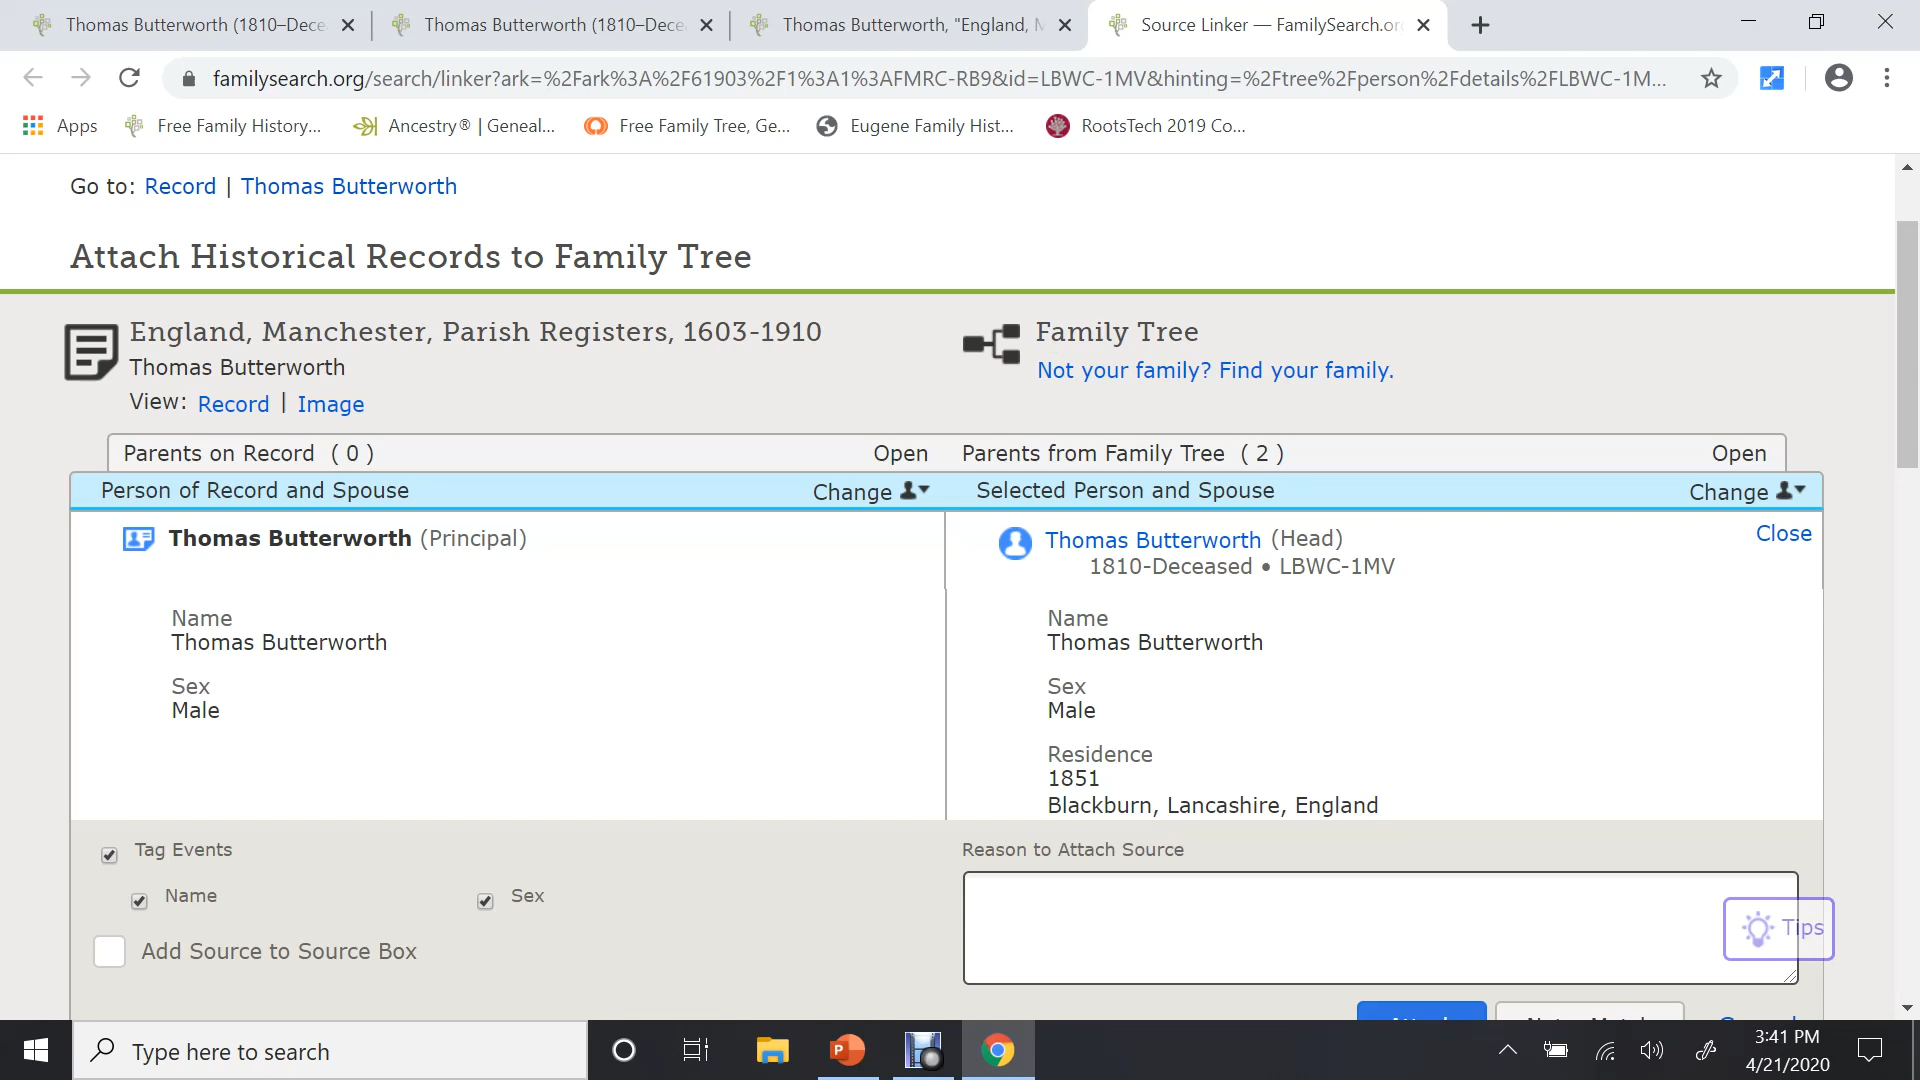 Thomas Butterworth (1810–Dece
Thomas Butterworth (1810–Dece
Thomas Butterworth, "England, M
Source Linker — FamilySearch.or
familysearch.org/search/linker?ark=%2Fark%3A%2F61903%2F1%3A1%3AFMRC-RB9&id=LBWC-1MV&hinting=%2Ftree%2Fperson%2Fdetails%2FLBWC-1M...
Apps
Free Family History...
Ancestry® | Geneal...
Free Family Tree, Ge...
Eugene Family Hist...
RootsTech 2019 Co...
Go to: Record | Thomas Butterworth
Attach Historical Records to Family Tree
England, Manchester, Parish Registers, 1603-1910
Thomas Butterworth
View: Record | Image
Family Tree
Not your family? Find your family.
Parents on Record ( 0 )
Open
Parents from Family Tree ( 2 )
Open
Person of Record and Spouse
Change
Selected Person and Spouse
Change
Thomas Butterworth (Principal)
Name
Thomas Butterworth
Sex
Male
Thomas Butterworth (Head)
Close
1810-Deceased • LBWC-1MV
Name
Thomas Butterworth
Sex
Male
Residence
1851
Blackburn, Lancashire, England
Tag Events
Name
Sex
Add Source to Source Box
Reason to Attach Source
Tips
Type here to search
3:41 PM
4/21/2020